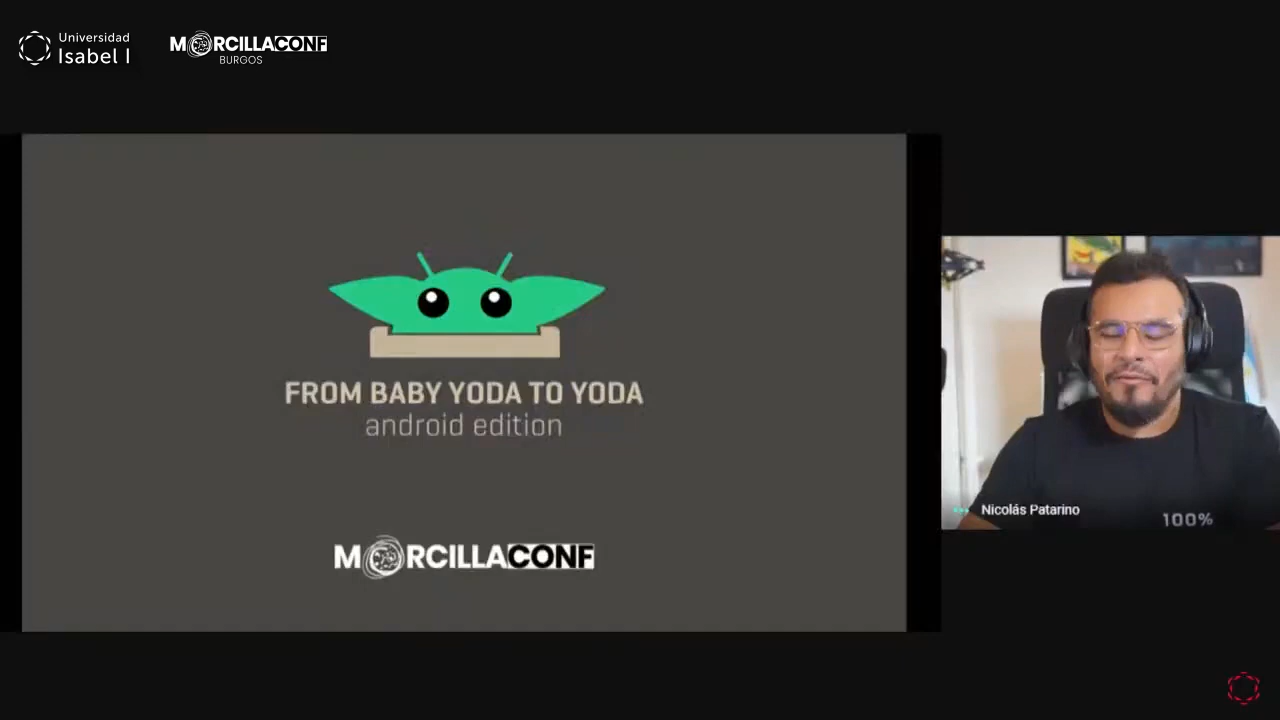 Universidad
Isabel I
MORCILLACONF
BURGOS
FROM BABY YODA TO YODA
android edition
MORCILLACONF
Nicolás Patarino
100%